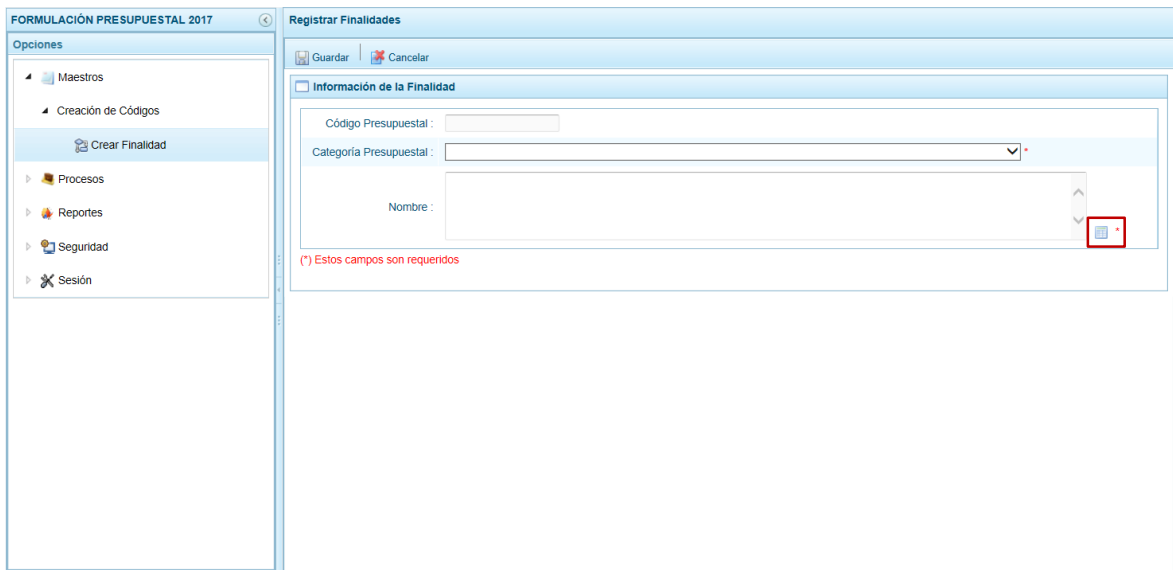 FORMULACIÓN PRESUPUESTAL 2017
Opciones
Maestros
Creación de Códigos
Crear Finalidad
Procesos
Reportes
Seguridad
Sesión
Registrar Finalidades
Guardar Cancelar
Información de la Finalidad
Código Presupuestal :
Categoría Presupuestal : *
Nombre :
*
(*) Estos campos son requeridos